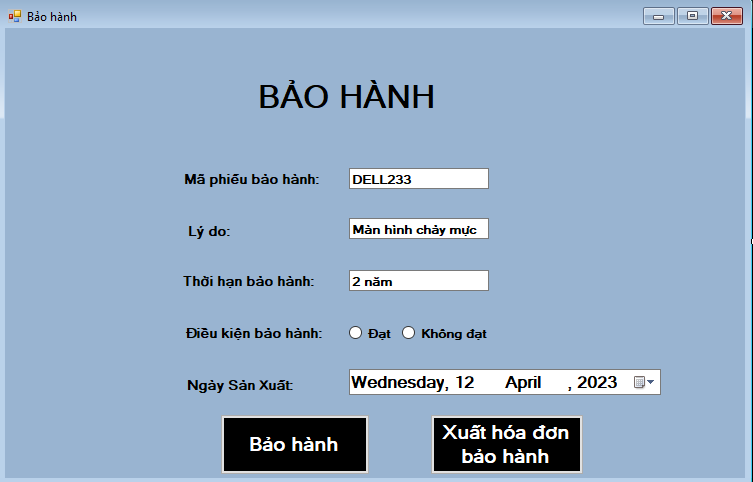 Bảo hành
BẢO HÀNH
Mã phiếu bảo hành: DELL233
Lý do: Màn hình chảy mực
Thời hạn bảo hành: 2 năm
Điều kiện bảo hành: Đạt Không đạt
Ngày Sản Xuất: Wednesday, 12 April , 2023
Bảo hành
Xuất hóa đơn
bảo hành